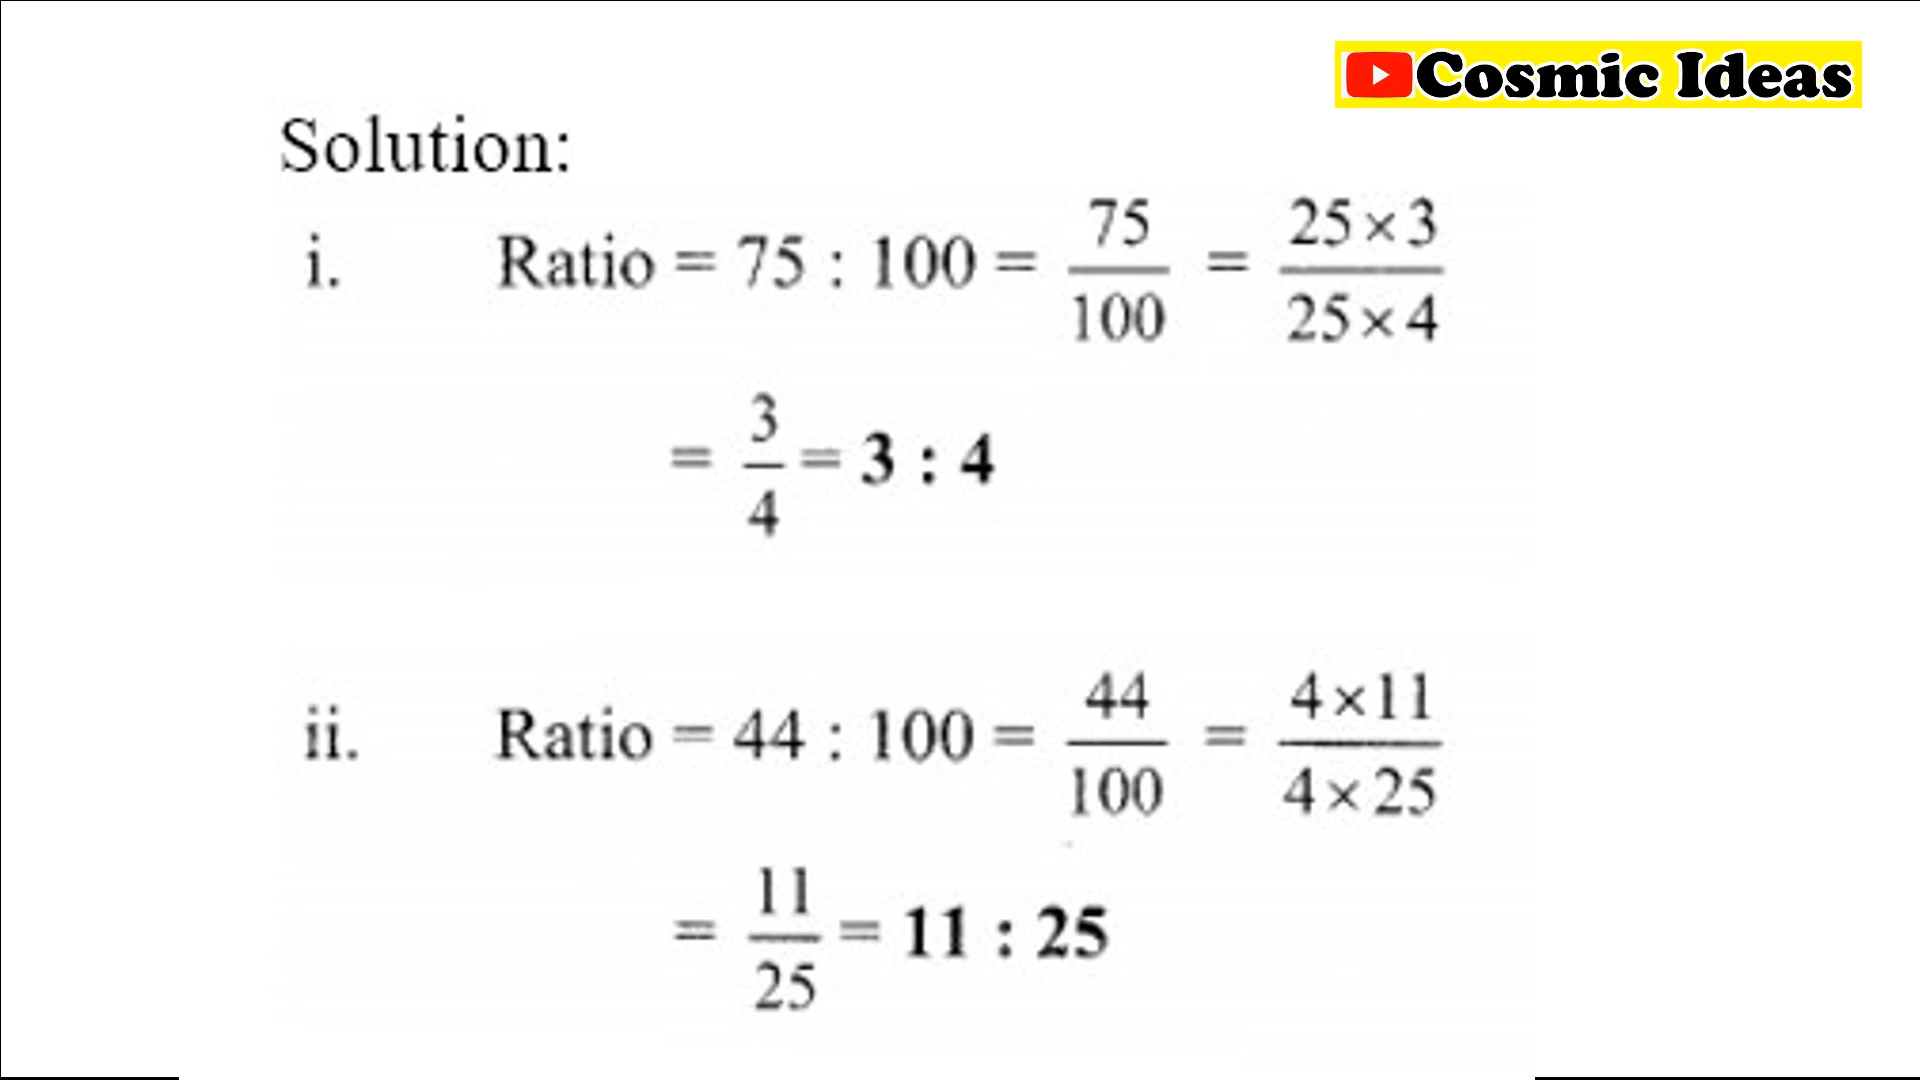 Cosmic Ideas
Solution:
i. Ratio = 75 : 100 = 75/100 = 25×3/25×4
= 3/4 = 3 : 4
ii. Ratio = 44 : 100 = 44/100 = 4×11/4×25
= 11/25 = 11 : 25